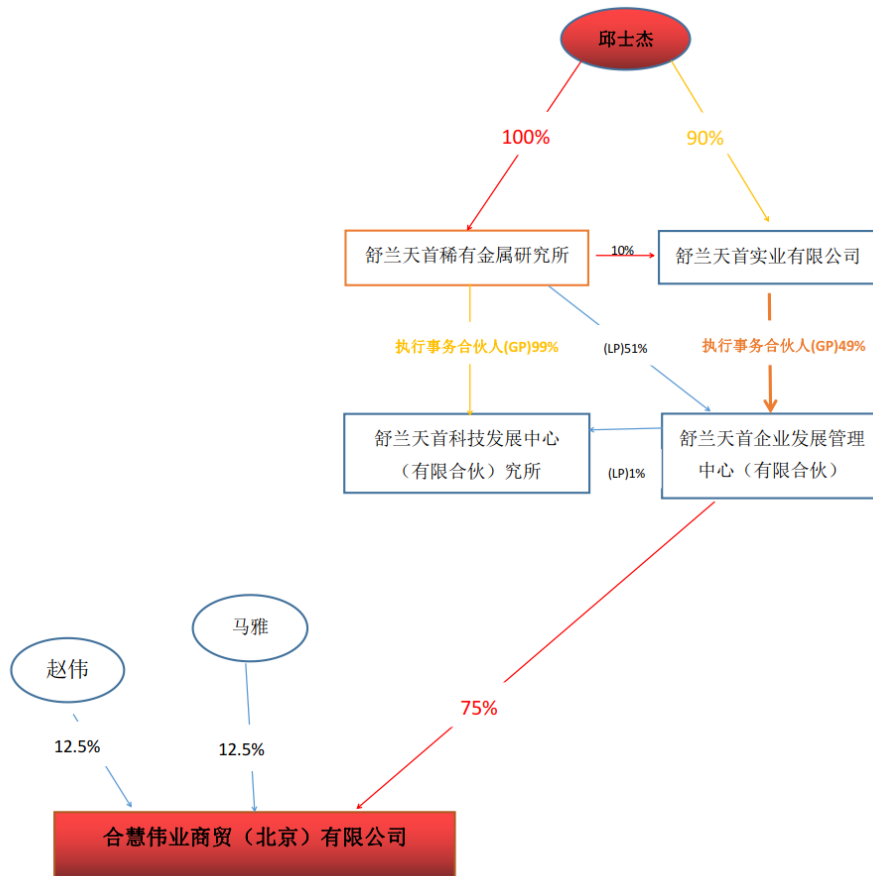 邱士杰
100%
90%
舒兰天首稀有金属研究所
10%
舒兰天首实业有限公司
执行事务合伙人(GP)99%
(LP)51%
执行事务合伙人(GP)49%
舒兰天首科技发展中心
（有限合伙）究所
(LP)1%
舒兰天首企业发展管理
中心（有限合伙）
马雅
赵伟
75%
12.5%
12.5%
合慧伟业商贸（北京）有限公司